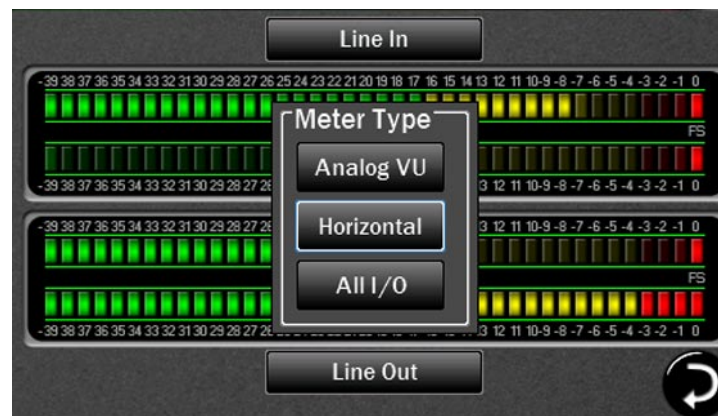 Line In
-39 38 37 36 35 34 33 32 31 30 29 28 27 26 25 24 23 22 21 20 19 18 17 16 15 14 13 12 11 10 -9 -8 -7 -6 -5 -4 -3 -2 -1 0
FS
-39 38 37 36 35 34 33 32 31 30 29 28 27 26
13 12 11 10 -9 -8 -7 -6 -5 -4 -3 -2 -1 0
Meter Type
Analog VU
Horizontal
All I/O
-39 38 37 36 35 34 33 32 31 30 29 28 27 26
13 12 11 10 -9 -8 -7 -6 -5 -4 -3 -2 -1 0
FS
-39 38 37 36 35 34 33 32 31 30 29 28 27 26
13 12 11 10 -9 -8 -7 -6 -5 -4 -3 -2 -1 0
Line Out